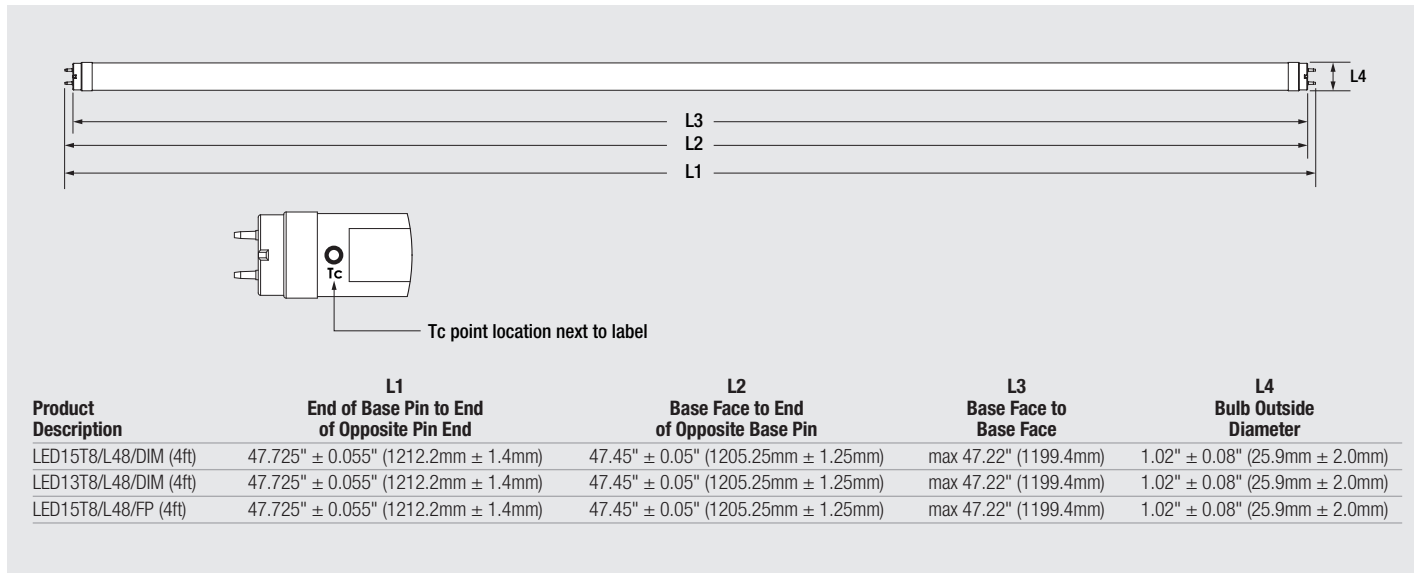 L4
L3
L2
L1
Tc
Tc point location next to label
L1 L2 L3 L4
Product End of Base Pin to End Base Face to End Base Face to Bulb Outside
Description of Opposite Pin End of Opposite Base Pin Base Face Diameter
LED15T8/L48/DIM (4ft) 47.725" ± 0.055" (1212.2mm ± 1.4mm) 47.45" ± 0.05" (1205.25mm ± 1.25mm) max 47.22" (1199.4mm) 1.02" ± 0.08" (25.9mm ± 2.0mm)
LED13T8/L48/DIM (4ft) 47.725" ± 0.055" (1212.2mm ± 1.4mm) 47.45" ± 0.05" (1205.25mm ± 1.25mm) max 47.22" (1199.4mm) 1.02" ± 0.08" (25.9mm ± 2.0mm)
LED15T8/L48/FP (4ft) 47.725" ± 0.055" (1212.2mm ± 1.4mm) 47.45" ± 0.05" (1205.25mm ± 1.25mm) max 47.22" (1199.4mm) 1.02" ± 0.08" (25.9mm ± 2.0mm)